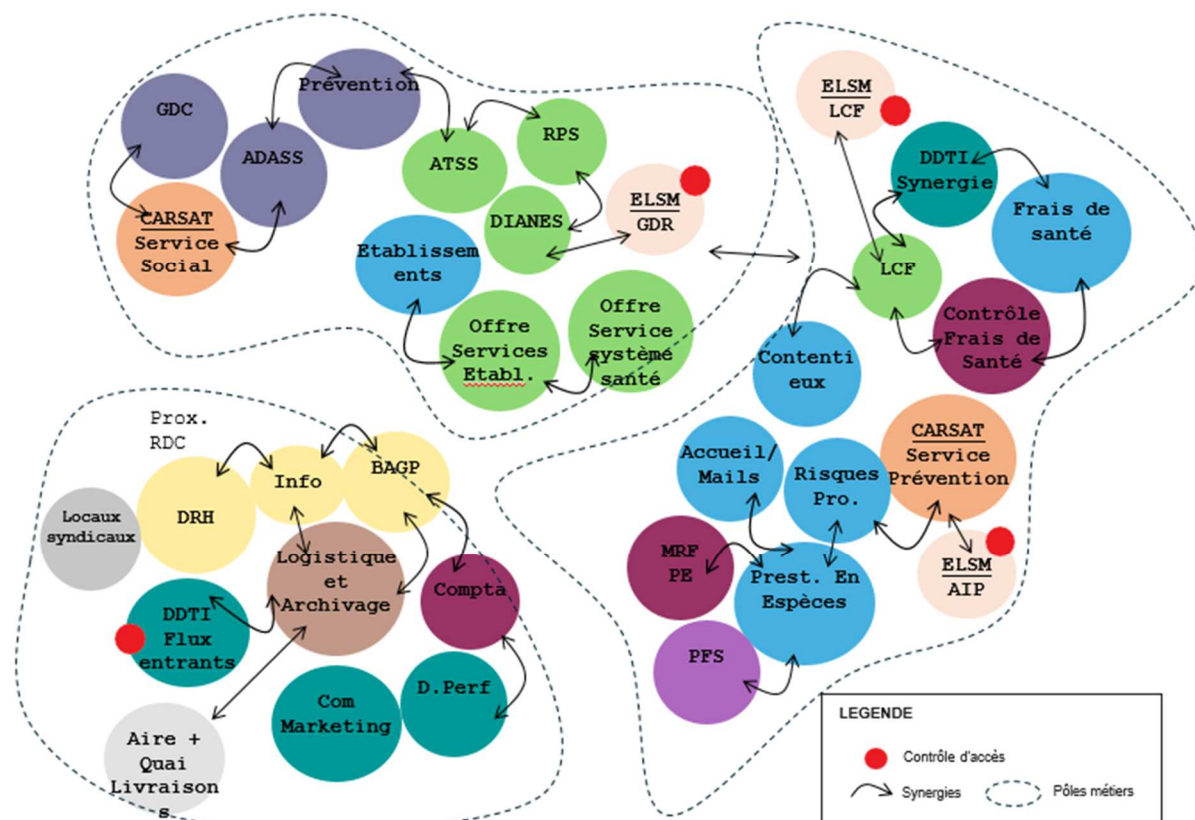 GDC
Prévention
ADASS
CARSAT
Service
Social
ATSS
RPS
DIANES
ELSM
GDR
Etablissem
ents
Offre
Services
Etabl.
Offre
Service
système
santé
ELSM
LCF
DDTI
Synergie
Frais de
santé
LCF
Contrôle
Frais de
Santé
Contenti
eux
Accueil/
Mails
Risques
Pro.
CARSAT
Service
Prévention
MRF
PE
Prest. En
Espèces
ELSM
AIP
PFS
Prox.
RDC
DRH
Info
BAGP
Locaux
syndicaux
Logistique
et
Archivage
Compta
DDTI
Flux
entrants
Com
Marketing
D.Perf
Aire +
Quai
Livraison
s
LEGENDE
Contrôle d'accès
Synergies
Pôles métiers